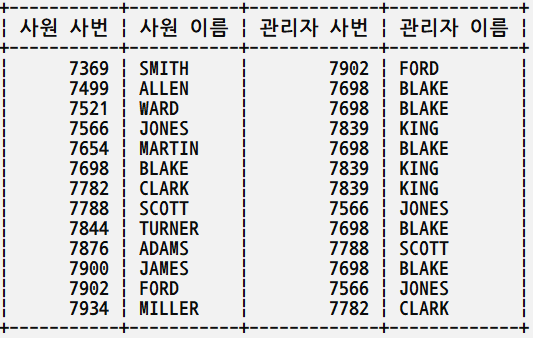 사원 사번 | 사원 이름 | 관리자 사번 | 관리자 이름
7369 | SMITH | 7902 | FORD
7499 | ALLEN | 7698 | BLAKE
7521 | WARD | 7698 | BLAKE
7566 | JONES | 7839 | KING
7654 | MARTIN | 7698 | BLAKE
7698 | BLAKE | 7839 | KING
7782 | CLARK | 7839 | KING
7788 | SCOTT | 7566 | JONES
7844 | TURNER | 7698 | BLAKE
7876 | ADAMS | 7788 | SCOTT
7900 | JAMES | 7698 | BLAKE
7902 | FORD | 7566 | JONES
7934 | MILLER | 7782 | CLARK